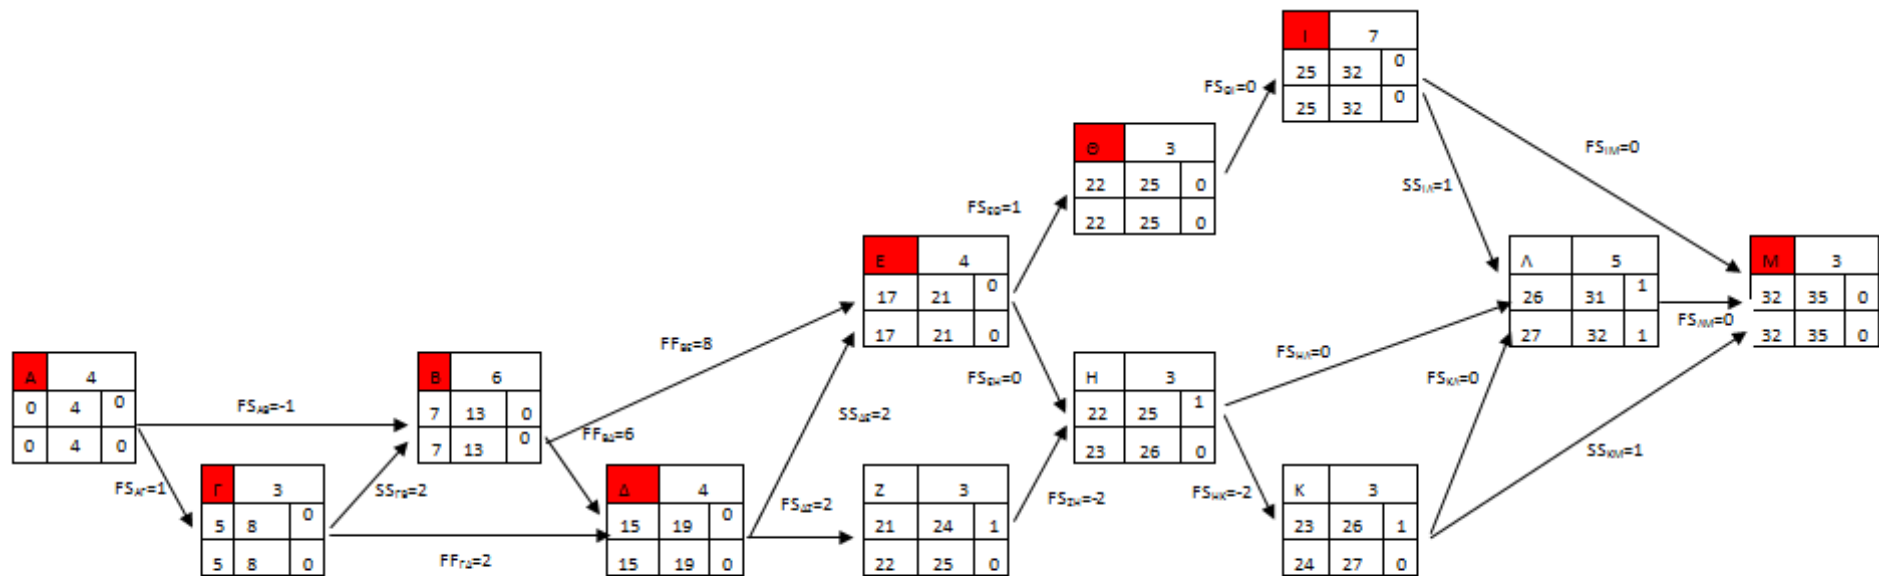 Ι 7
25 32 0
25 32 0
FSΘΙ=0
Θ 3
22 25 0
22 25 0
FSΙΜ=0
SSΙΛ=1
FSΕΘ=1
Ε 4
17 21 0
17 21 0
Λ 5
26 31 1
27 32 1
FSΛΜ=0
Μ 3
32 35 0
32 35 0
Α 4
0 4 0
0 4 0
FSΑΒ=-1
FSΑΓ=1
Β 6
7 13 0
7 13 0
FFΒΕ=8
FFΒΔ=6
SSΔΕ=2
FSΕΗ=0
Η 3
22 25 1
23 26 0
FSΗΛ=0
FSΚΛ=0
SSΚΜ=1
Γ 3
5 8 0
5 8 0
SSΓΒ=2
FFΓΔ=2
Δ 4
15 19 0
15 19 0
FSΔΖ=2
Ζ 3
21 24 1
22 25 0
FSΖΗ=-2
FSΗΚ=-2
Κ 3
23 26 1
24 27 0